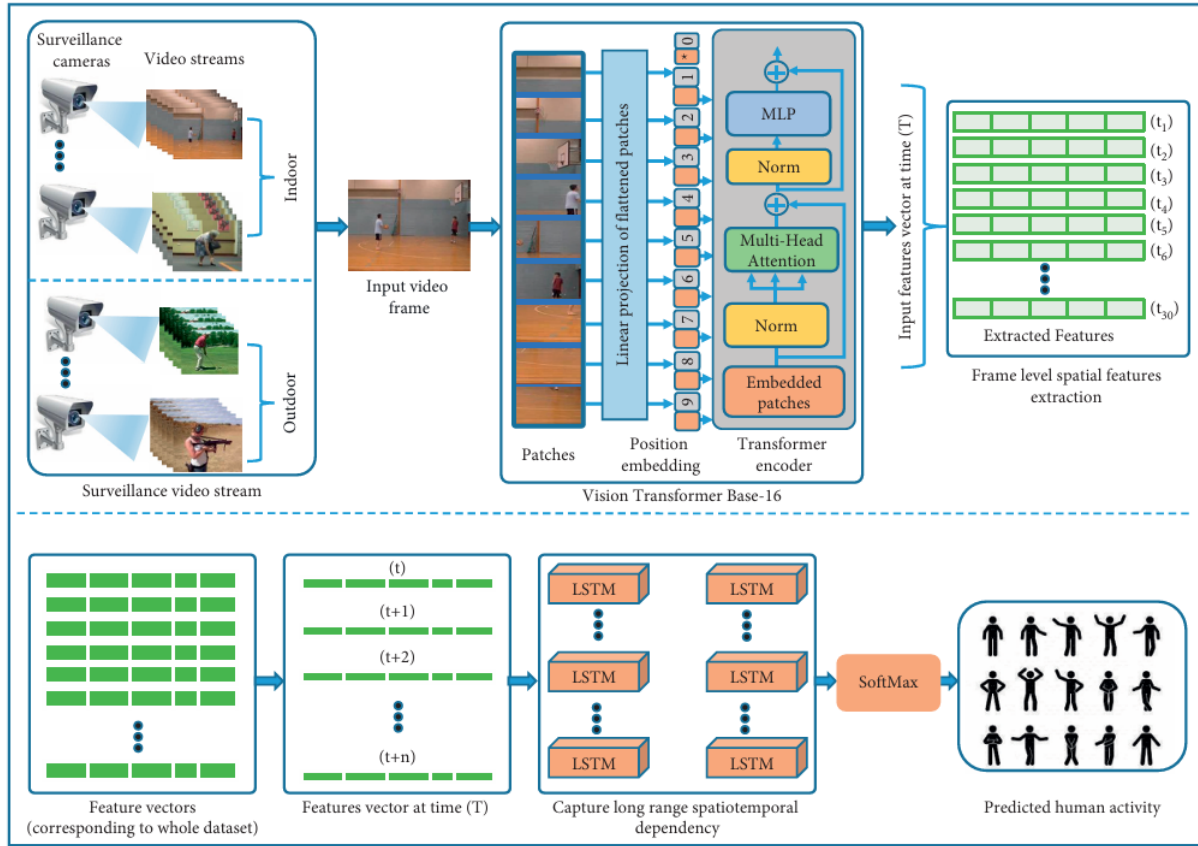 Surveillance
cameras
Video streams
Indoor
Outdoor
Surveillance video stream
Input video
frame
Patches
Linear projection of flattened patches
0
*
1
2
3
4
5
6
7
8
9
Position
embedding
MLP
Norm
Multi-Head
Attention
Norm
Embedded
patches
Transformer
encoder
Vision Transformer Base-16
Input features vector at time (T)
(t1)
(t2)
(t3)
(t4)
(t5)
(t6)
(t30)
Extracted Features
Frame level spatial features
extraction
Feature vectors
(corresponding to whole dataset)
(t)
(t+1)
(t+2)
(t+n)
Features vector at time (T)
LSTM LSTM
LSTM LSTM
LSTM LSTM
Capture long range spatiotemporal
dependency
SoftMax
Predicted human activity